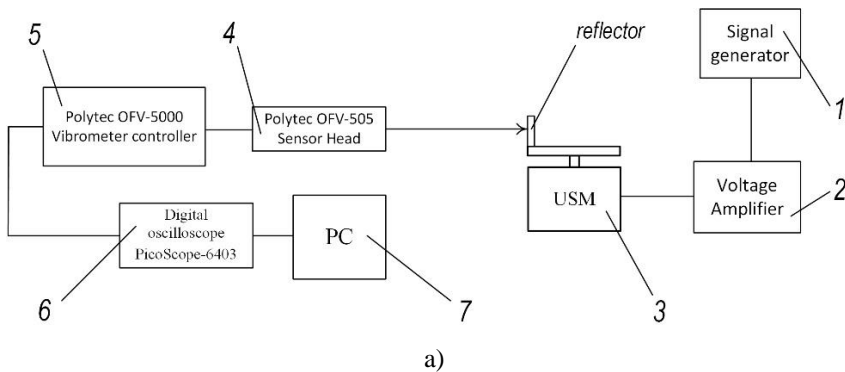 5
4
reflector
Signal
generator
1
Polytec OFV-5000
Vibrometer controller
Polytec OFV-505
Sensor Head
Voltage
Amplifier
2
USM
3
Digital
oscilloscope
PicoScope-6403
PC
6
7
a)